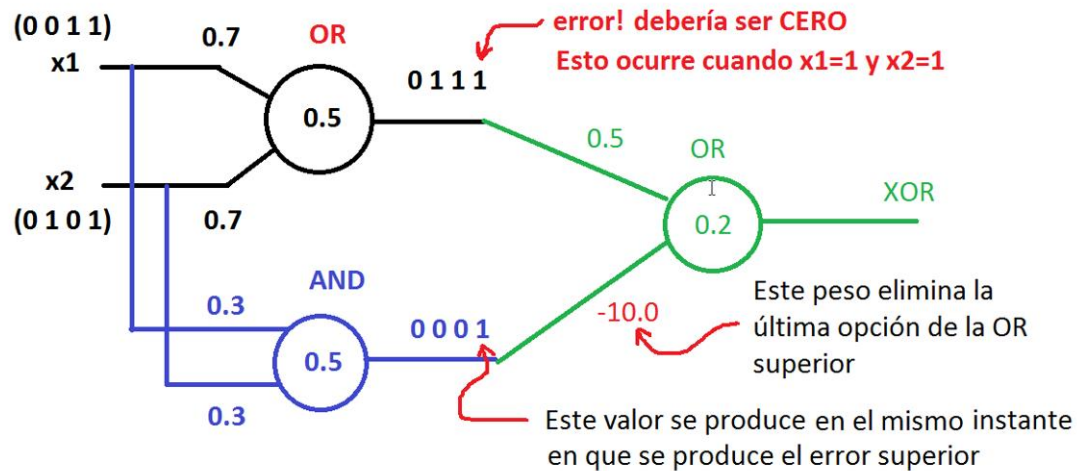 (0 0 1 1)
0.7
OR
error! debería ser CERO
x1
Esto ocurre cuando x1=1 y x2=1
0 1 1 1
0.5
0.5
OR
x2
XOR
(0 1 0 1)
0.7
0.2
AND
0.3
-10.0
Este peso elimina la
última opción de la OR
superior
0 0 0 1
0.5
0.3
Este valor se produce en el mismo instante
en que se produce el error superior